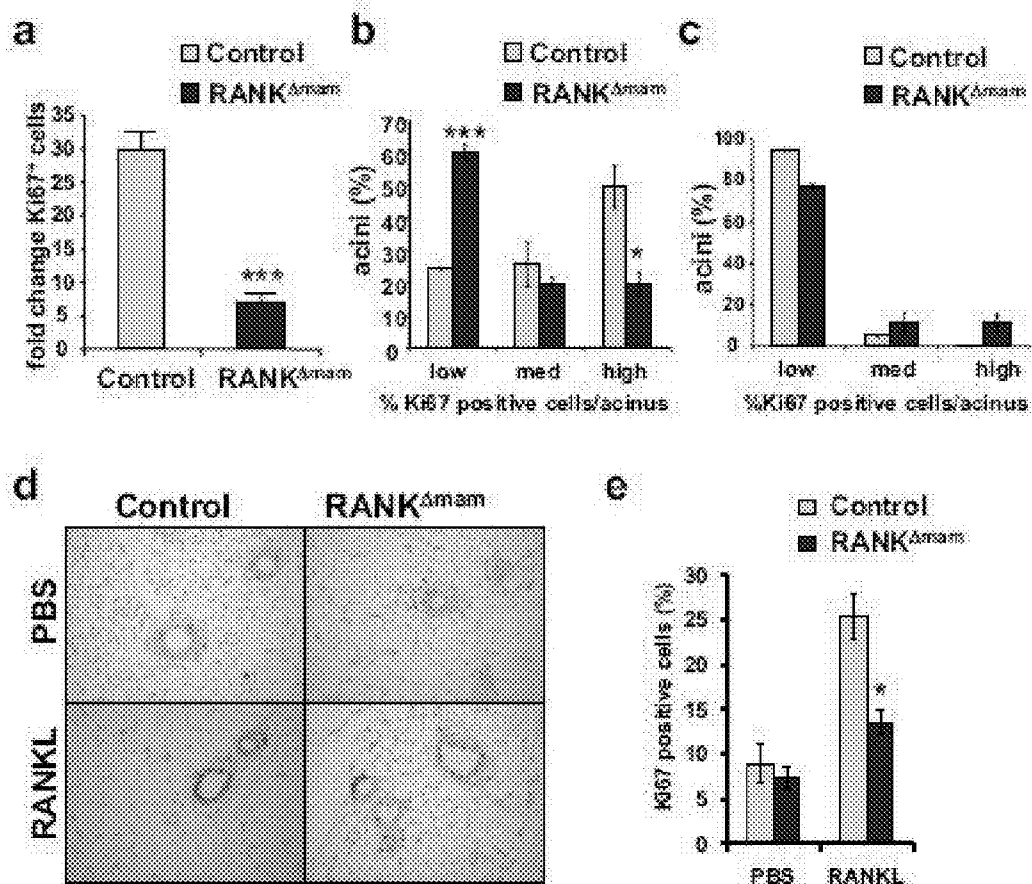 a
Control
RANKΔmam
fold change Ki67+ cells
35
30
25
20
15
10
5
0
***
Control
RANKΔmam
b
Control
RANKΔmam
acini (%)
70
60
50
40
30
20
10
0
***
*
low
med
high
% Ki67 positive cells/acinus
c
Control
RANKΔmam
acini (%)
100
80
60
40
20
0
low
med
high
%Ki67 positive cells/acinus
d
Control
RANKΔmam
PBS
RANKL
e
Control
RANKΔmam
Ki67 positive cells (%)
30
25
20
15
10
5
0
*
PBS
RANKL